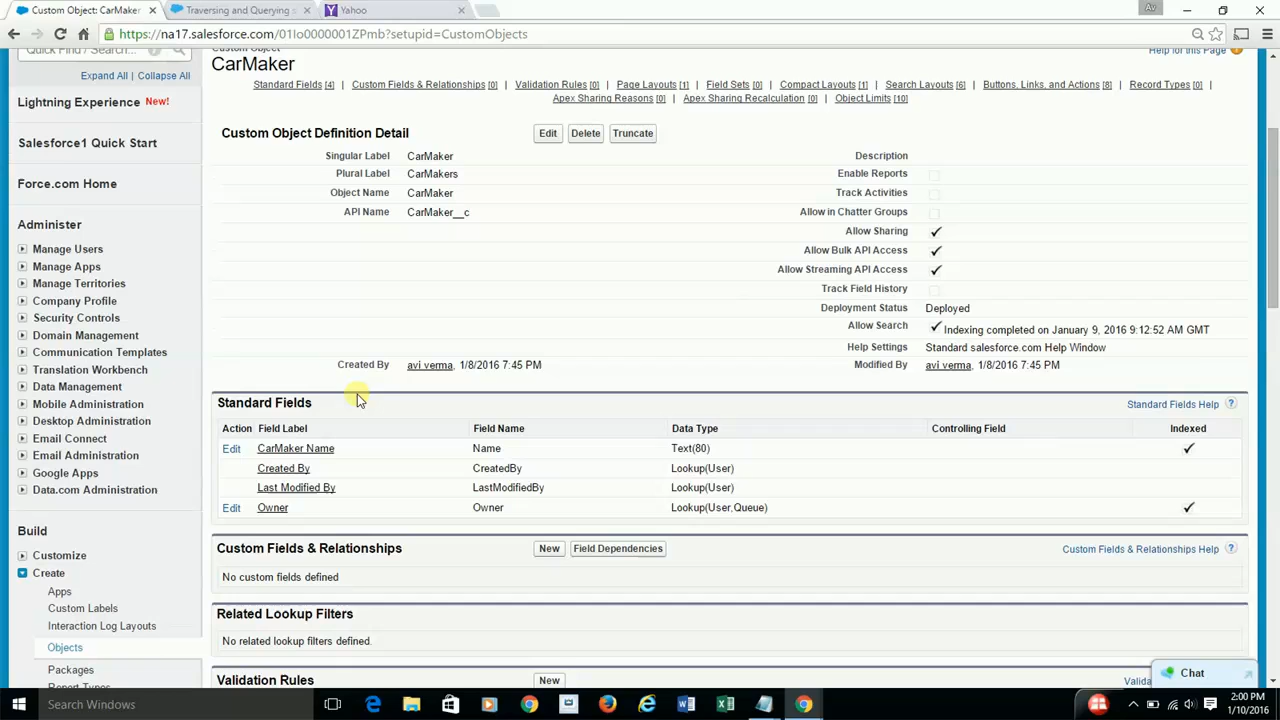 Custom Object: CarMaker
Traversing and Querying
Yahoo
Av
https://na17.salesforce.com/01Io0000001ZPmb?setupid=CustomObjects
Quick Find / Search...
Expand All | Collapse All
Lightning Experience New!
Salesforce1 Quick Start
Force.com Home
Administer
Manage Users
Manage Apps
Manage Territories
Company Profile
Security Controls
Domain Management
Communication Templates
Translation Workbench
Data Management
Mobile Administration
Desktop Administration
Email Connect
Email Administration
Google Apps
Data.com Administration
Build
Customize
Create
Apps
Custom Labels
Interaction Log Layouts
Objects
Packages
Report Types
Custom Object
CarMaker
Help for this Page
Standard Fields [4] | Custom Fields & Relationships [0] | Validation Rules [0] | Page Layouts [1] | Field Sets [0] | Compact Layouts [1] | Search Layouts [6] | Buttons, Links, and Actions [8] | Record Types [0] |
Apex Sharing Reasons [0] | Apex Sharing Recalculation [0] | Object Limits [10]
Custom Object Definition Detail Edit Delete Truncate
Singular Label CarMaker Description
Plural Label CarMakers Enable Reports
Object Name CarMaker Track Activities
API Name CarMaker__c Allow in Chatter Groups
Allow Sharing
Allow Bulk API Access
Allow Streaming API Access
Track Field History
Deployment Status Deployed
Allow Search Indexing completed on January 9, 2016 9:12:52 AM GMT
Help Settings Standard salesforce.com Help Window
Created By avi verma, 1/8/2016 7:45 PM Modified By avi verma, 1/8/2016 7:45 PM
Standard Fields Standard Fields Help ?
Action Field Label Field Name Data Type Controlling Field Indexed
Edit CarMaker Name Name Text(80)
Created By CreatedBy Lookup(User)
Last Modified By LastModifiedBy Lookup(User)
Edit Owner Owner Lookup(User,Queue)
Custom Fields & Relationships New Field Dependencies Custom Fields & Relationships Help ?
No custom fields defined
Related Lookup Filters
No related lookup filters defined.
Validation Rules New
Chat
Search Windows
2:00 PM
1/10/2016